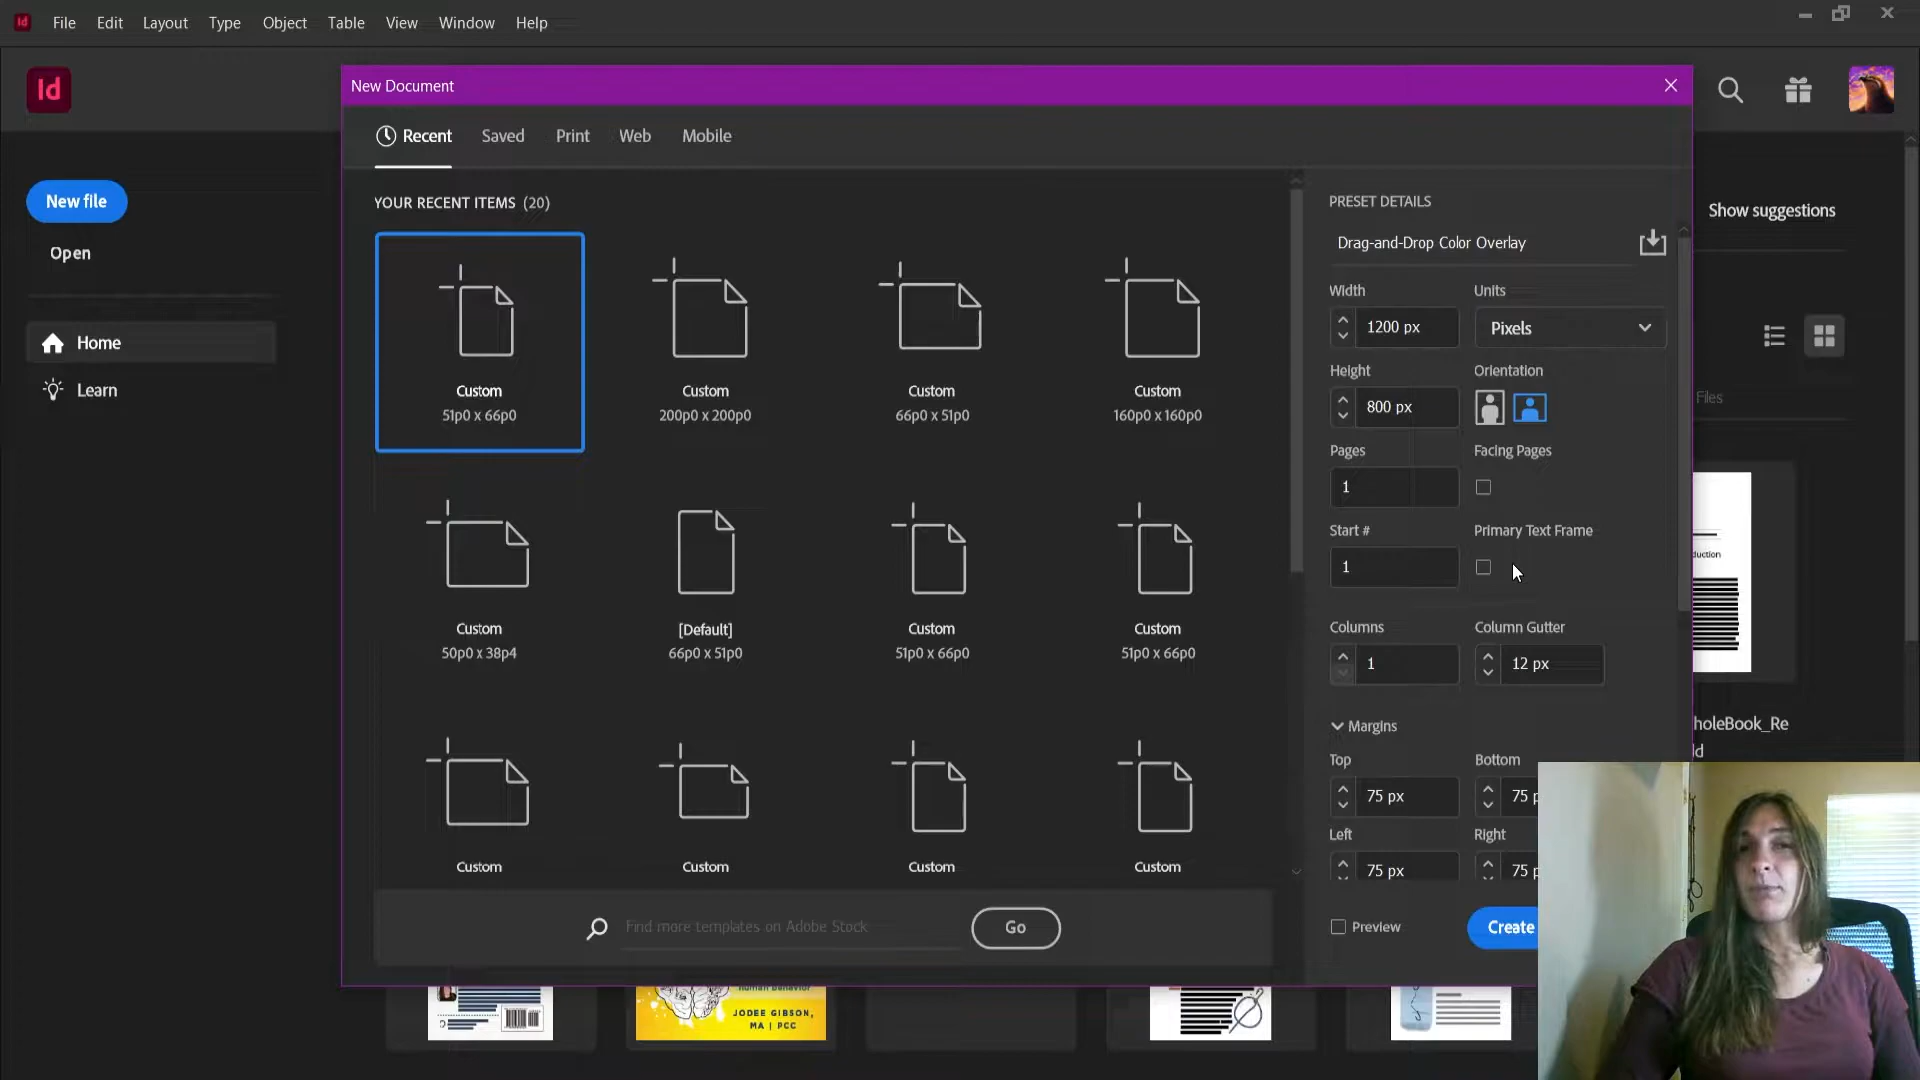 Id File Edit Layout Type Object Table View Window Help
Id
New Document
Recent Saved Print Web Mobile
New file
Open
Home
Learn
YOUR RECENT ITEMS (20)
Custom
51p0 x 66p0
Custom
200p0 x 200p0
Custom
66p0 x 51p0
Custom
160p0 x 160p0
Custom
50p0 x 38p4
[Default]
66p0 x 51p0
Custom
51p0 x 66p0
Custom
51p0 x 66p0
Custom
Custom
Custom
Custom
Find more templates on Adobe Stock
Go
PRESET DETAILS
Drag-and-Drop Color Overlay
Width Units
1200 px Pixels
Height Orientation
800 px
Pages Facing Pages
1
Start # Primary Text Frame
1
Columns Column Gutter
1 12 px
Margins
Top Bottom
75 px 75 p
Left Right
75 px 75 p
Preview Create
Show suggestions
Files
uction
holeBook_Re
ld
JODEE GIBSON,
MA | PCC